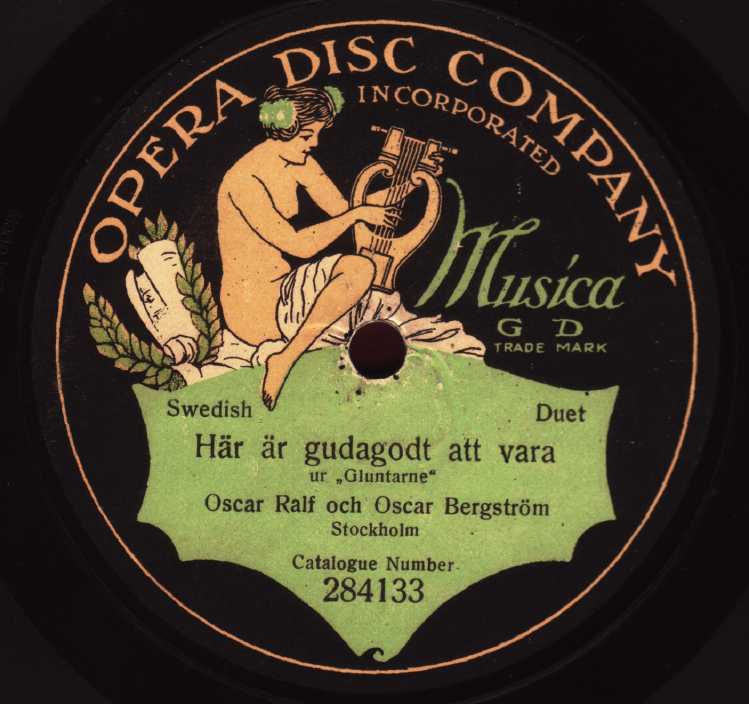 OPERA DISC COMPANY
INCORPORATED
Musica
G D
TRADE MARK
Swedish Duet
Här är gudagodt att vara
ur „Gluntarne“
Oscar Ralf och Oscar Bergström
Stockholm
Catalogue Number
284133